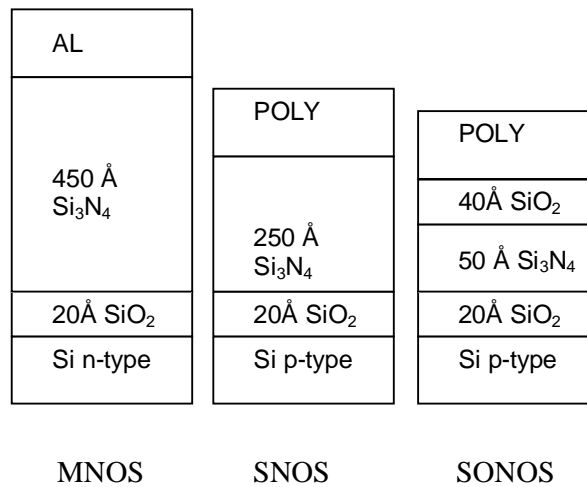 AL
450 Å
Si₃N₄
20Å SiO₂
Si n-type
MNOS
POLY
250 Å
Si₃N₄
20Å SiO₂
Si p-type
SNOS
POLY
40Å SiO₂
50 Å Si₃N₄
20Å SiO₂
Si p-type
SONOS